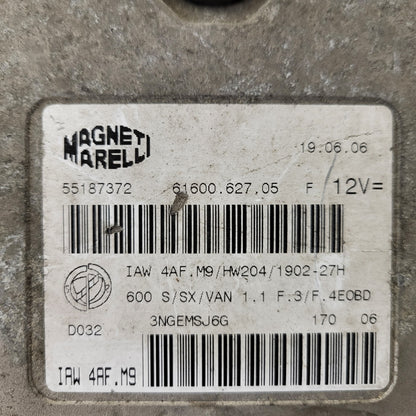 MAGNETI
MARELLI
19.06.06
55187372 61600.627.05 F 12V=
IAW 4AF.M9/HW204/1902-27H
600 S/SX/VAN 1.1 F.3/F.4EOBD
D032 3NGEMSJ6G 170 06
IAW 4AF.M9